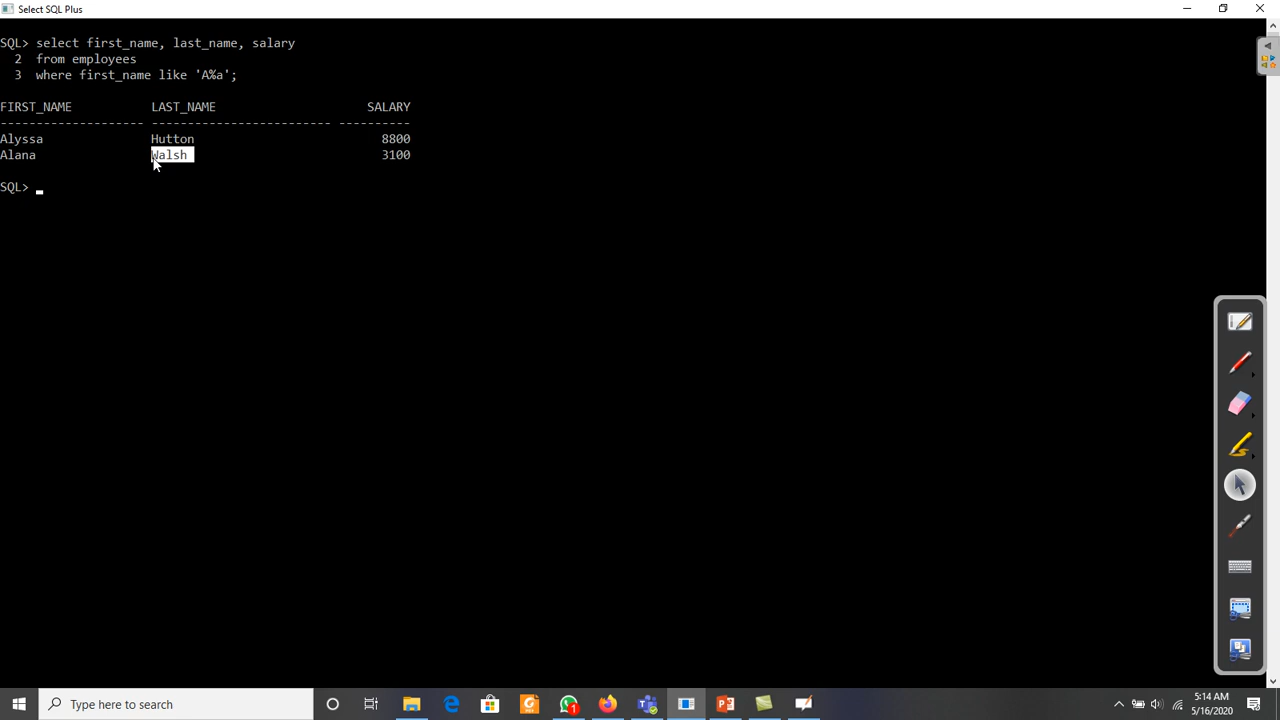 Select SQL Plus
SQL> select first_name, last_name, salary
2 from employees
3 where first_name like 'A%a';
FIRST_NAME LAST_NAME SALARY
-------------------- ------------------------- ----------
Alyssa Hutton 8800
Alana Walsh 3100
SQL>
Type here to search
1
5:14 AM
5/16/2020